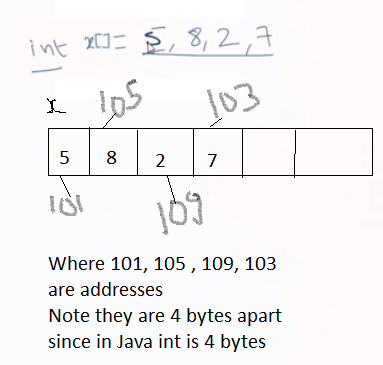 int x[]= 5, 8, 2, 7
x 105 103
5 8 2 7
101 109
Where 101, 105 , 109, 103
are addresses
Note they are 4 bytes apart
since in Java int is 4 bytes